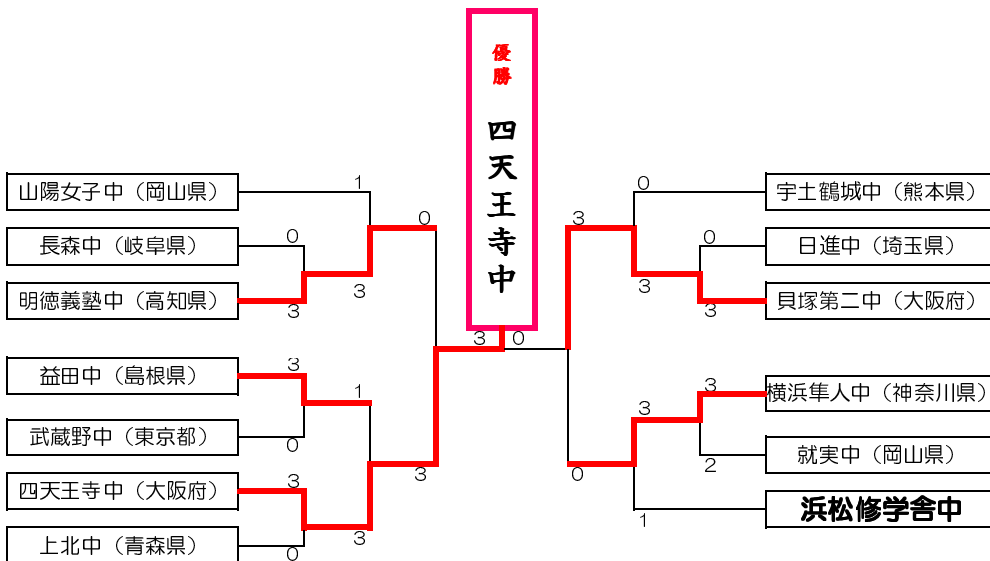 優勝
四天王寺中
山陽女子中（岡山県）
1
長森中（岐阜県）
0
0
明徳義塾中（高知県）
3
3
益田中（島根県）
3
1
武蔵野中（東京都）
0
四天王寺中（大阪府）
3
3
上北中（青森県）
0
3
3
0
宇土鶴城中（熊本県）
0
3
日進中（埼玉県）
0
貝塚第二中（大阪府）
3
3
横浜隼人中（神奈川県）
3
3
就実中（岡山県）
2
0
浜松修学舎中
1